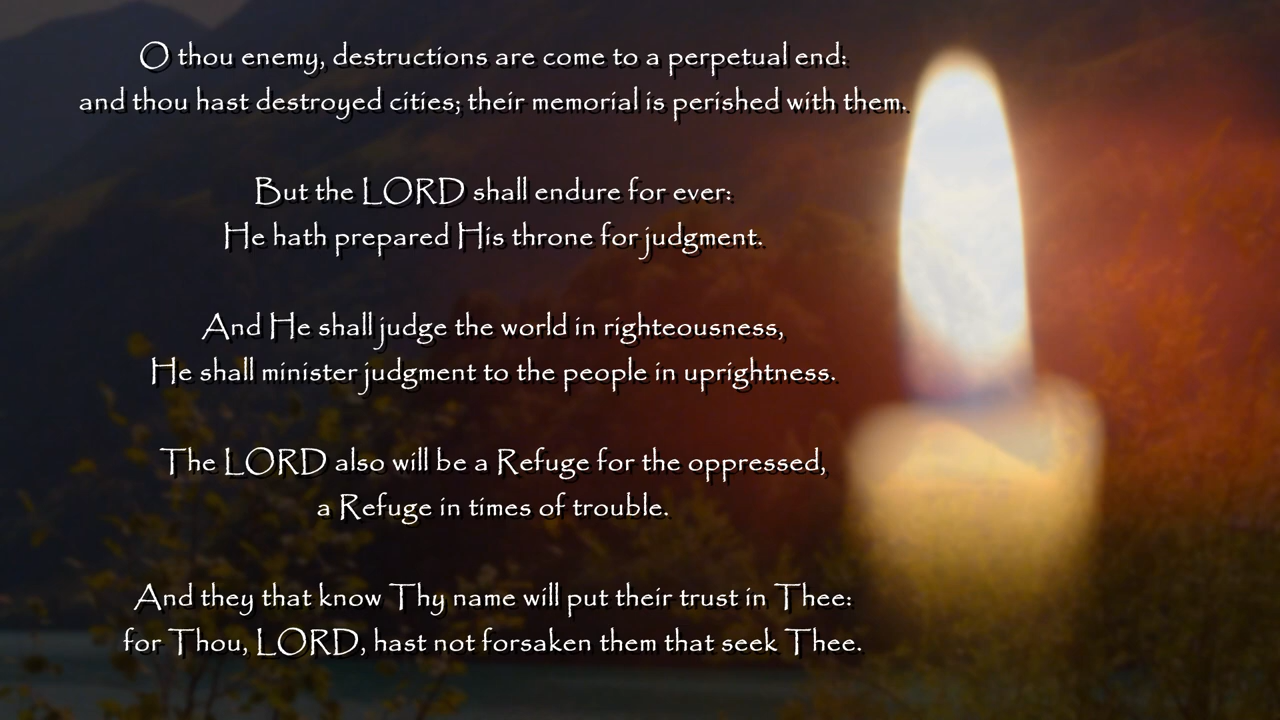 O thou enemy, destructions are come to a perpetual end:
and thou hast destroyed cities; their memorial is perished with them.
But the LORD shall endure for ever:
He hath prepared His throne for judgment.
And He shall judge the world in righteousness,
He shall minister judgment to the people in uprightness.
The LORD also will be a Refuge for the oppressed,
a Refuge in times of trouble.
And they that know Thy name will put their trust in Thee:
for Thou, LORD, hast not forsaken them that seek Thee.